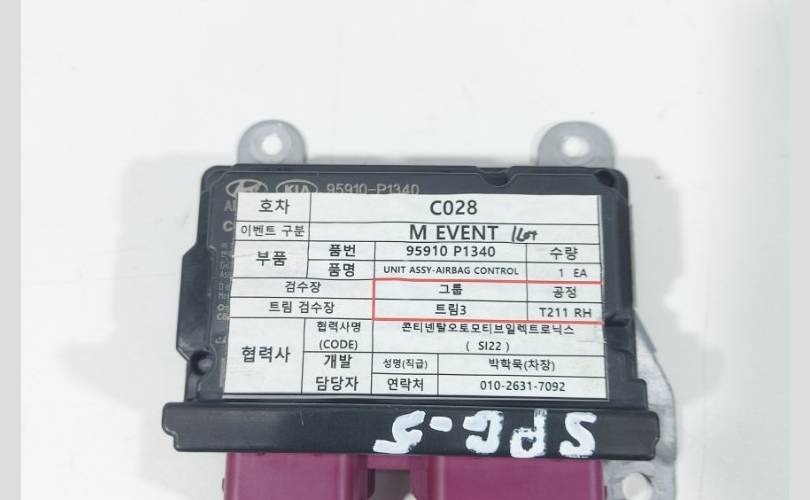 KIA 95910-P1340
호차 C028
이벤트 구분 M EVENT 1Lot
부품 품번 95910 P1340 수량
품명 UNIT ASSY-AIRBAG CONTROL 1 EA
검수장 그룹 공정
트림 검수장 트림3 T211 RH
협력사 협력사명 (CODE) 콘티넨탈오토모티브일렉트로닉스 ( SI22 )
개발 담당자 성명(직급) 박학묵(차장)
연락처 010-2631-7092
SPG-5